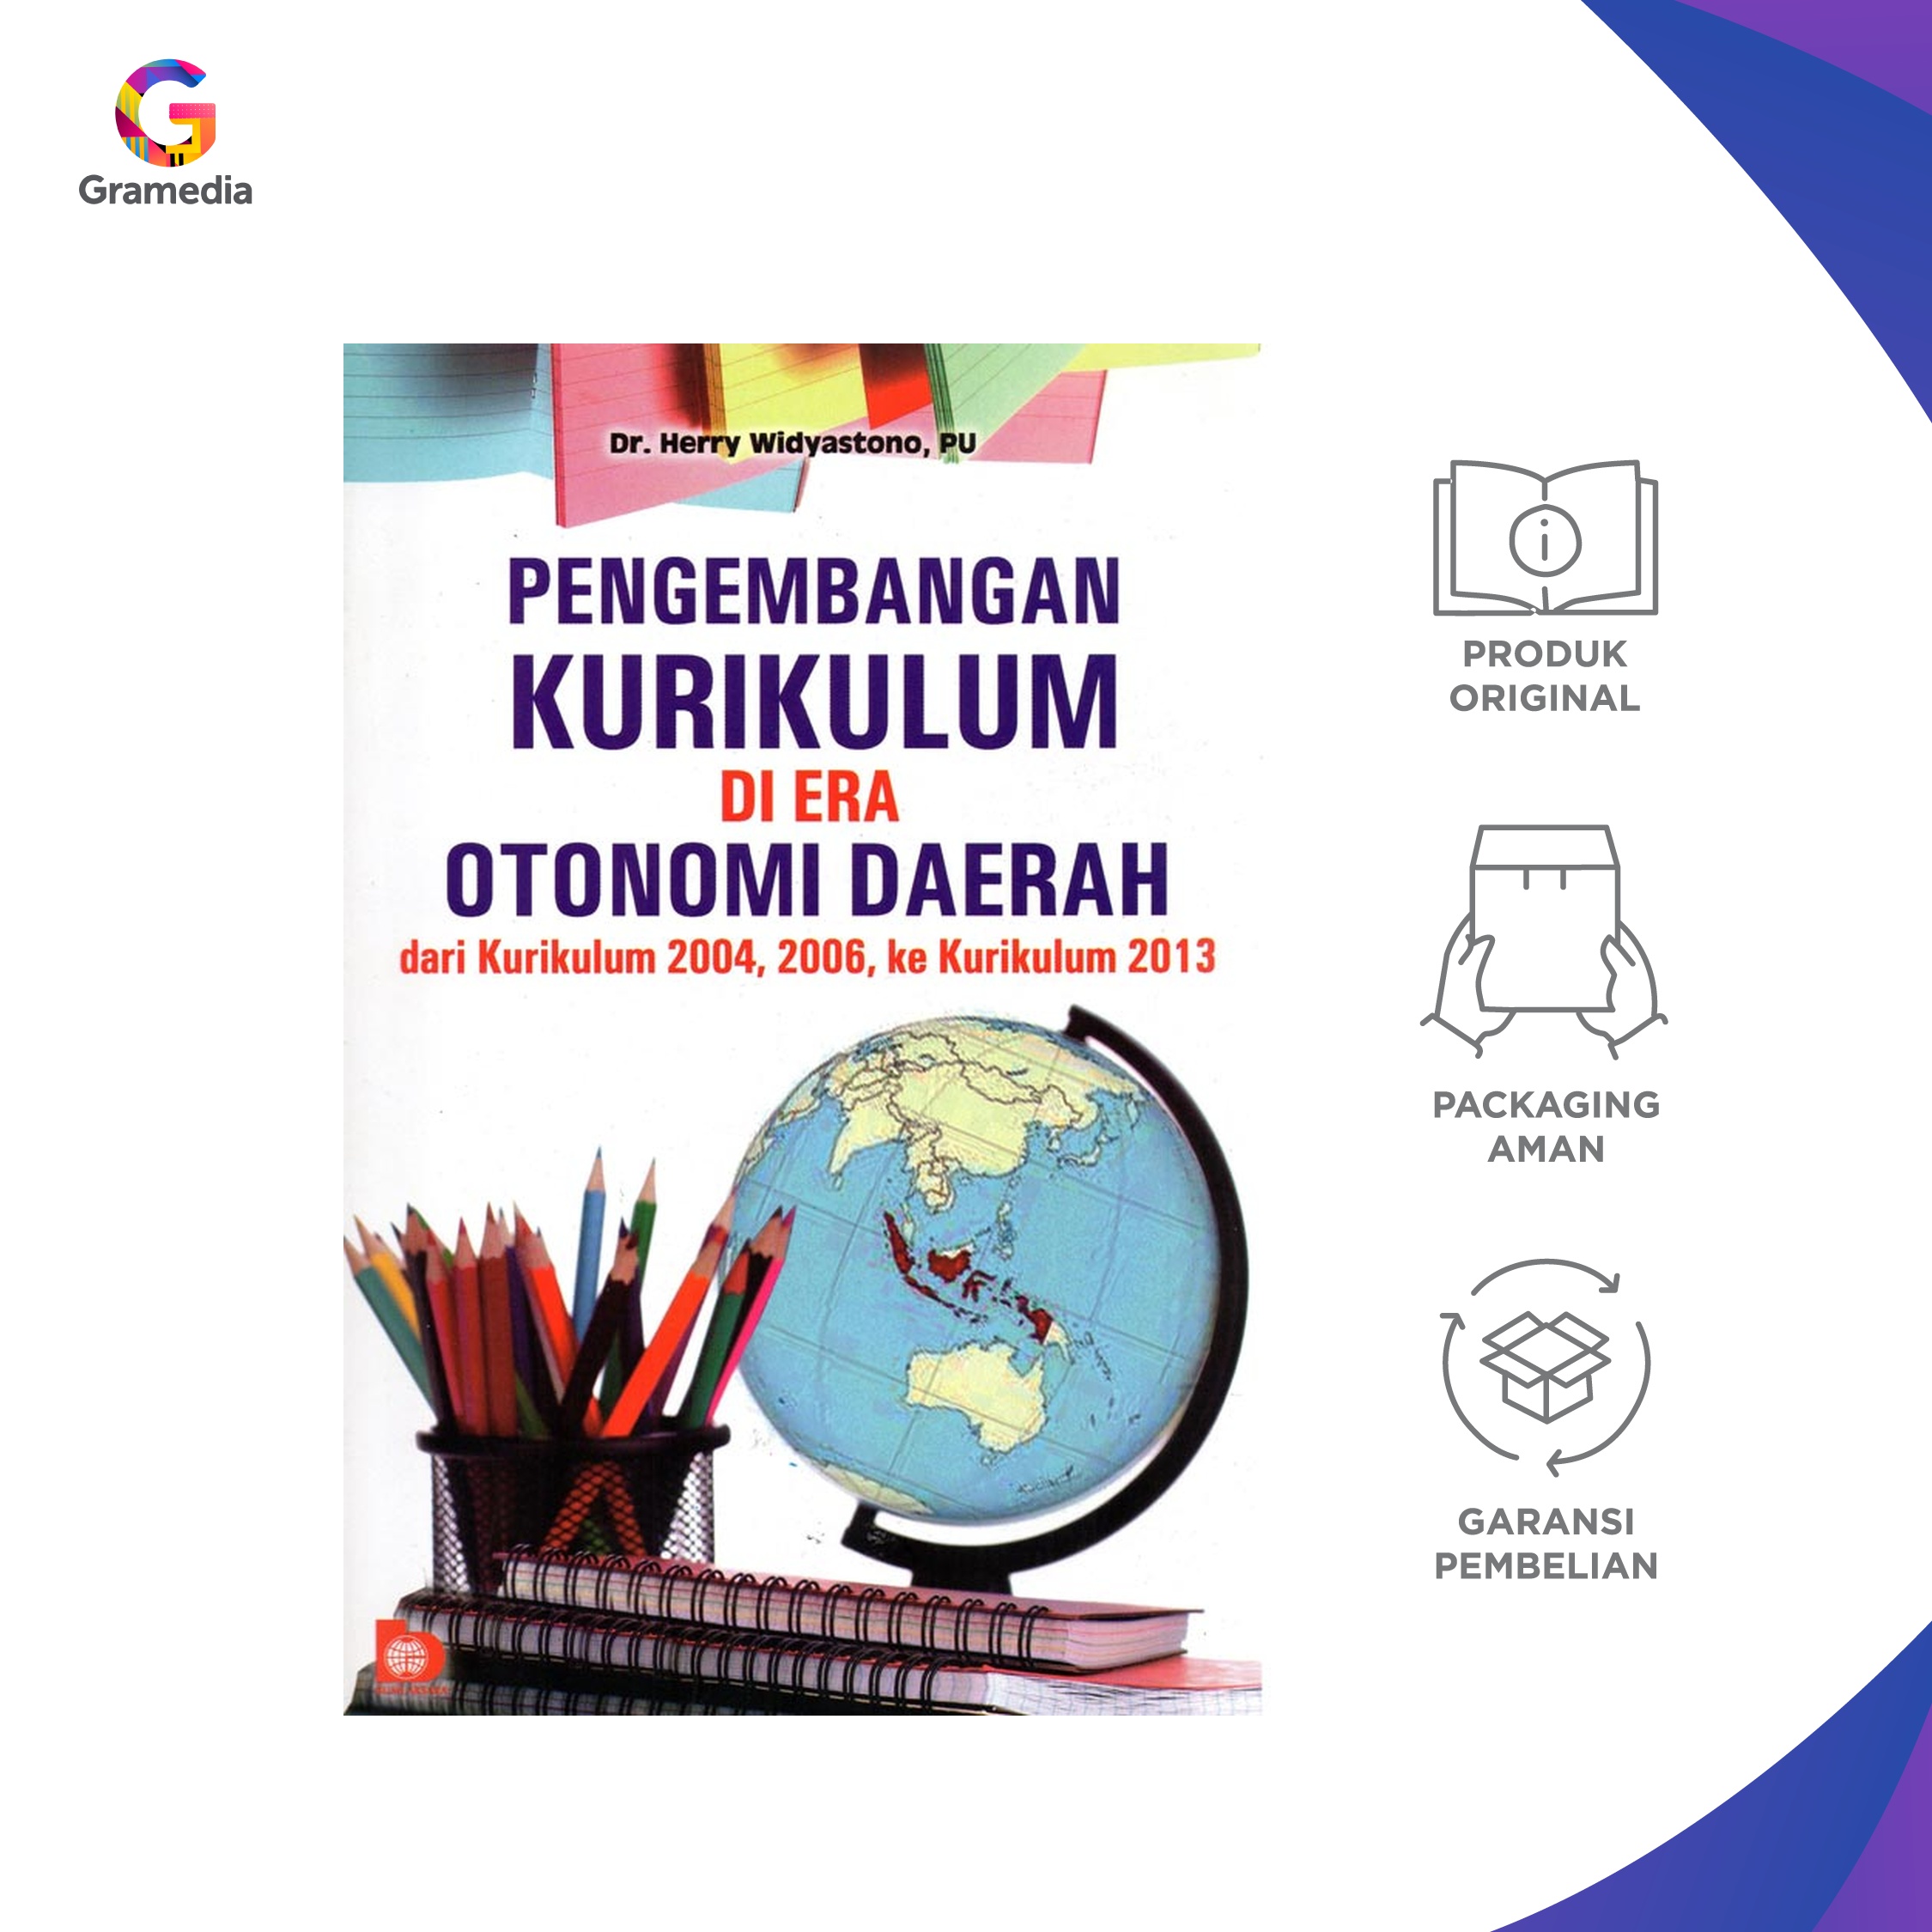 Gramedia
Dr. Herry Widyastono, PU
PENGEMBANGAN
KURIKULUM
DI ERA
OTONOMI DAERAH
dari Kurikulum 2004, 2006, ke Kurikulum 2013
PRODUK
ORIGINAL
PACKAGING
AMAN
GARANSI
PEMBELIAN